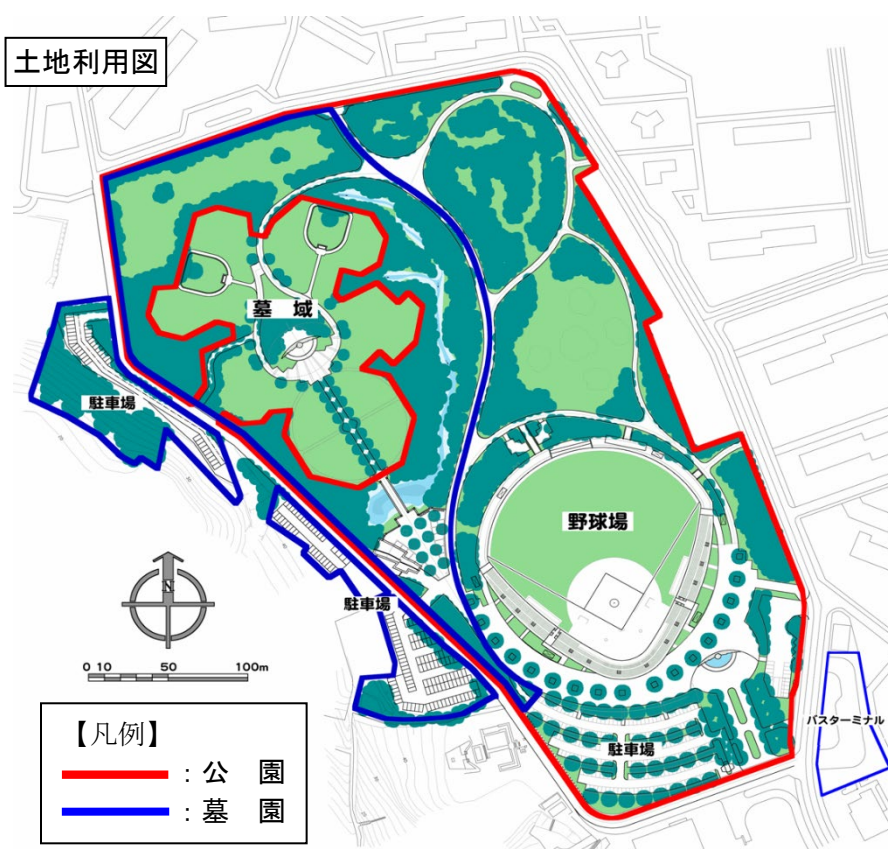 土地利用図
墓 域
駐車場
野球場
駐車場
N
0 10 50 100m
駐車場
バスターミナル
【凡例】
:公 園
:墓 園